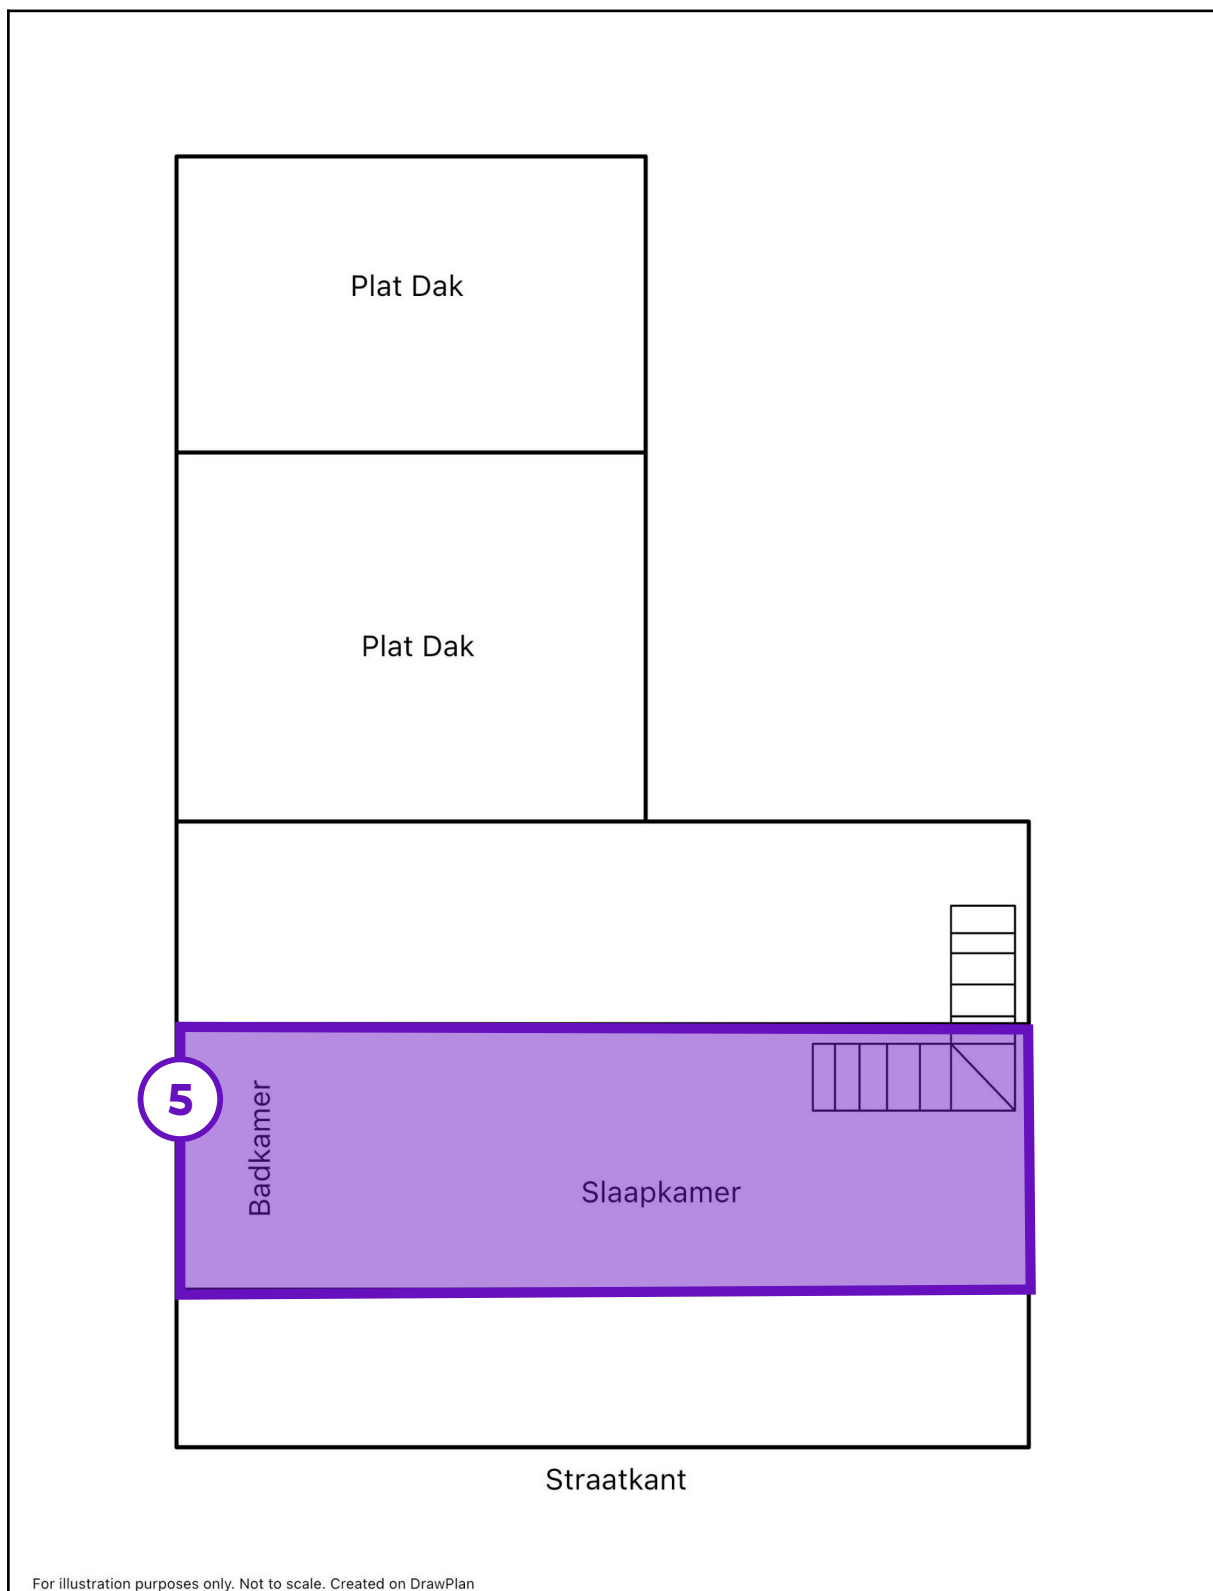 Plat Dak
Plat Dak
5
Badkamer
Slaapkamer
Straatkant
For illustration purposes only. Not to scale. Created on DrawPlan